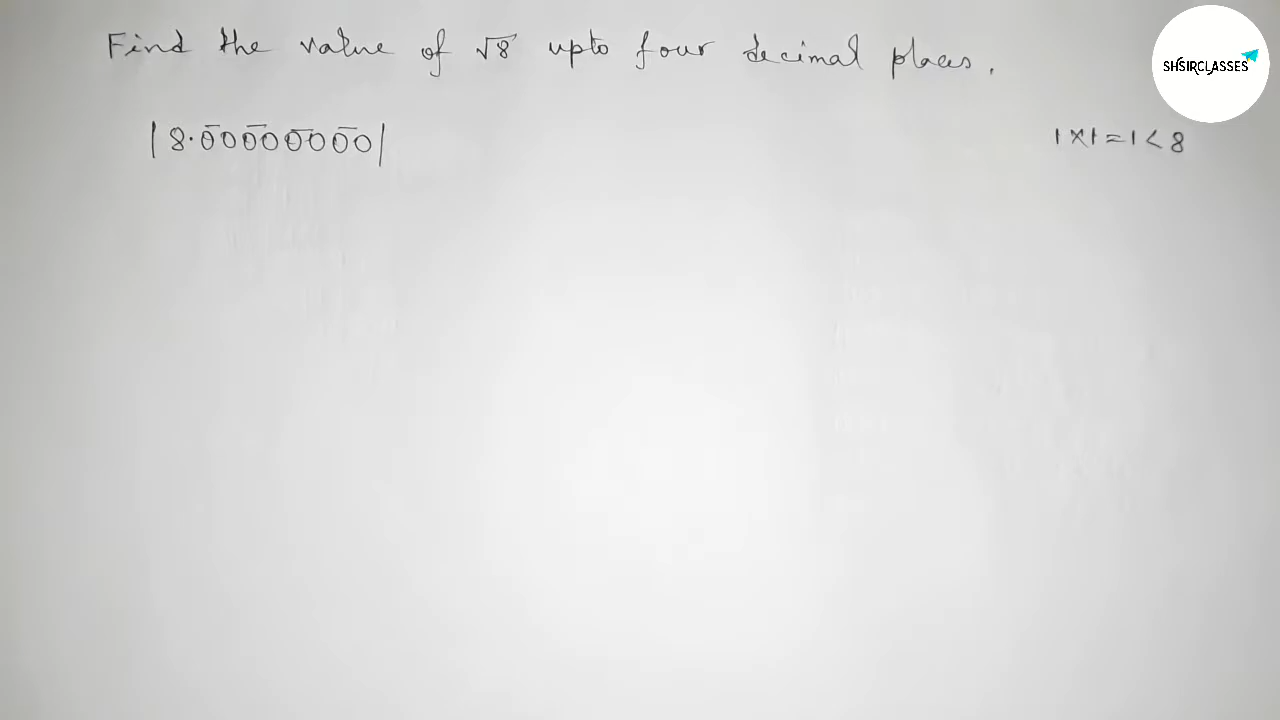 Find the value of √8 upto four decimal places.
SHSIRCLASSES
|8.00000000|
1×1=1<8